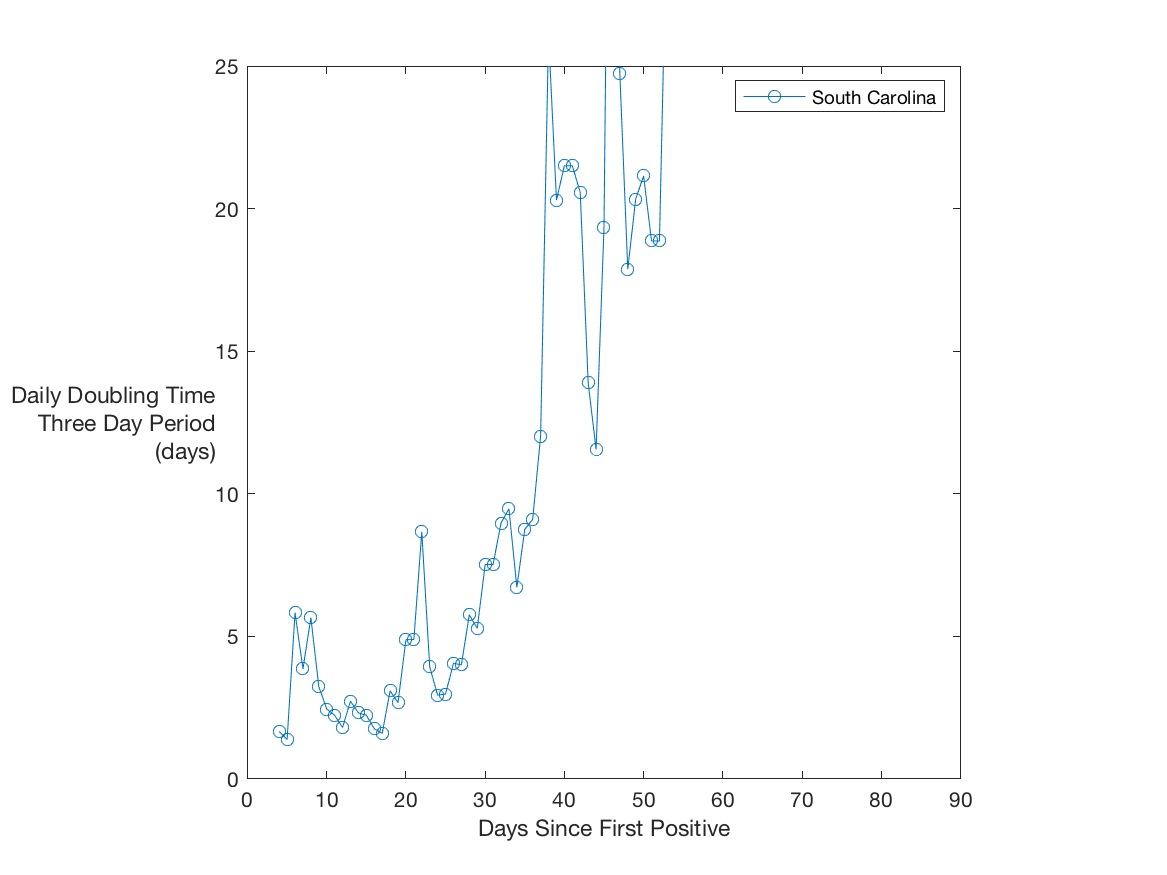 25
20
15
10
5
0
Daily Doubling Time
Three Day Period
(days)
South Carolina
0 10 20 30 40 50 60 70 80 90
Days Since First Positive